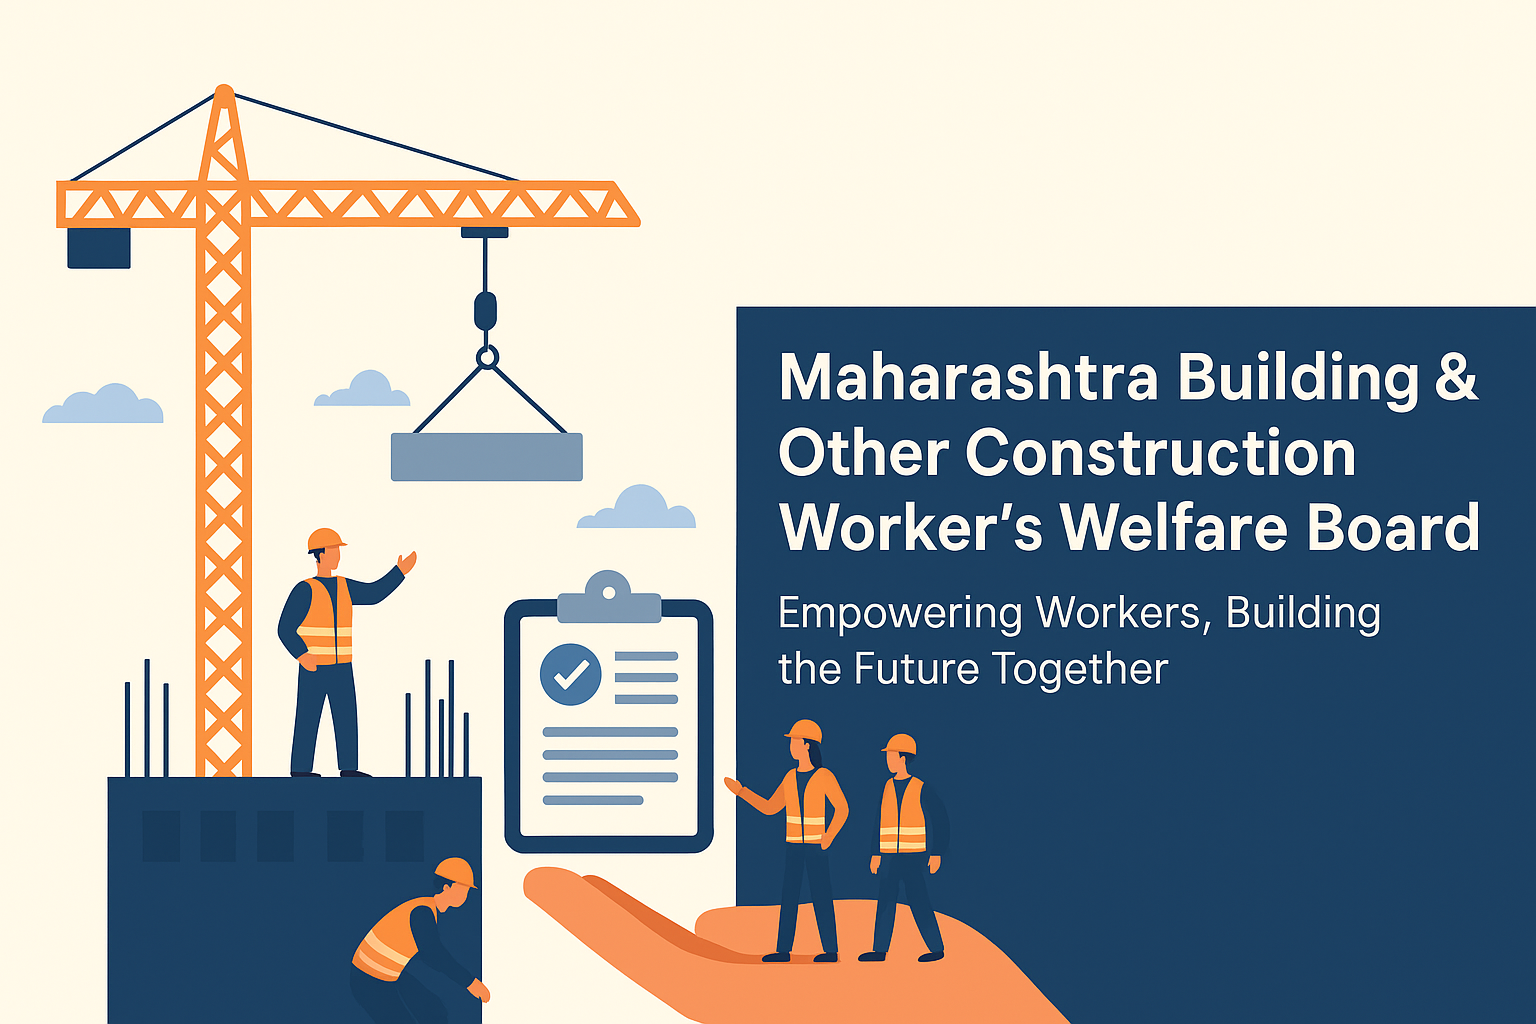 Maharashtra Building &
Other Construction
Worker’s Welfare Board
Empowering Workers, Building
the Future Together